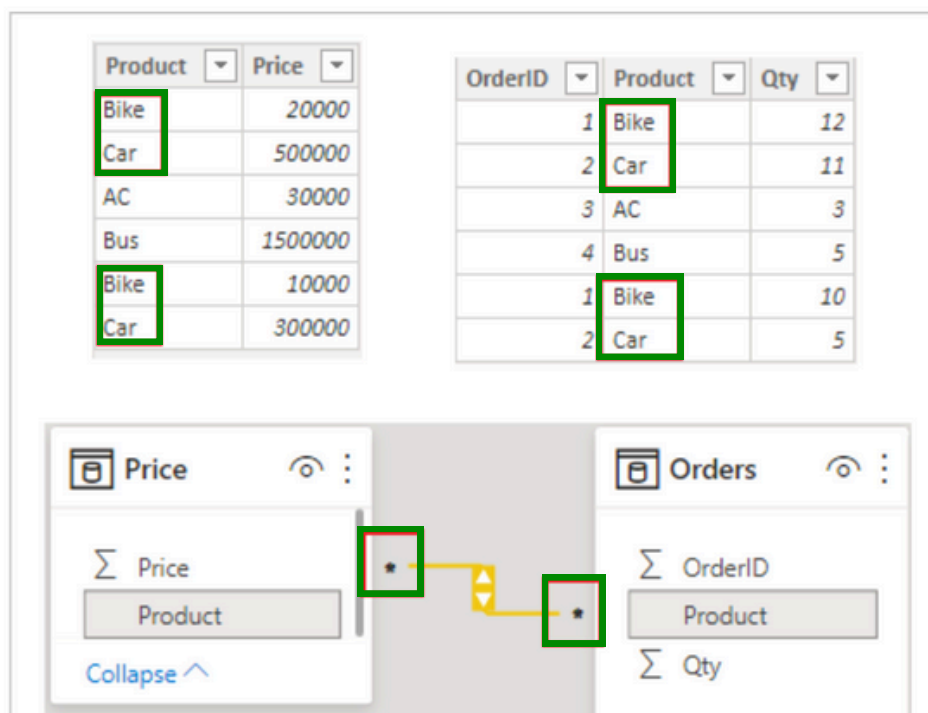 Product Price
Bike 20000
Car 500000
AC 30000
Bus 1500000
Bike 10000
Car 300000
OrderID Product Qty
1 Bike 12
2 Car 11
3 AC 3
4 Bus 5
1 Bike 10
2 Car 5
Price
Σ Price
Product
Collapse
*
*
Orders
Σ OrderID
Product
Σ Qty